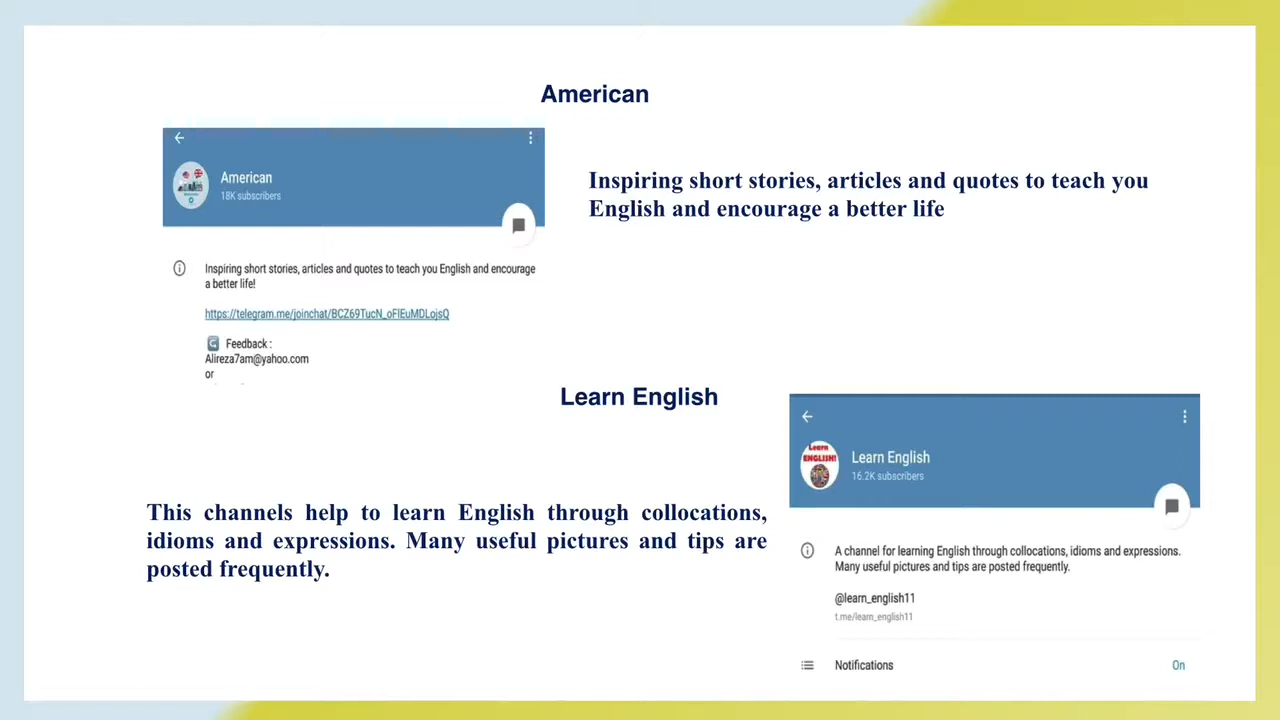 American
American
18K subscribers
Inspiring short stories, articles and quotes to teach you
English and encourage a better life
Inspiring short stories, articles and quotes to teach you English and encourage
a better life!
https://telegram.me/joinchat/BCZ69TucN_oFlEuMDLojsQ
Feedback :
Alireza7am@yahoo.com
or
Learn English
Learn
ENGLISH!
Learn English
16.2K subscribers
This channels help to learn English through collocations,
idioms and expressions. Many useful pictures and tips are
posted frequently.
A channel for learning English through collocations, idioms and expressions.
Many useful pictures and tips are posted frequently.
@learn_english11
t.me/learn_english11
Notifications On